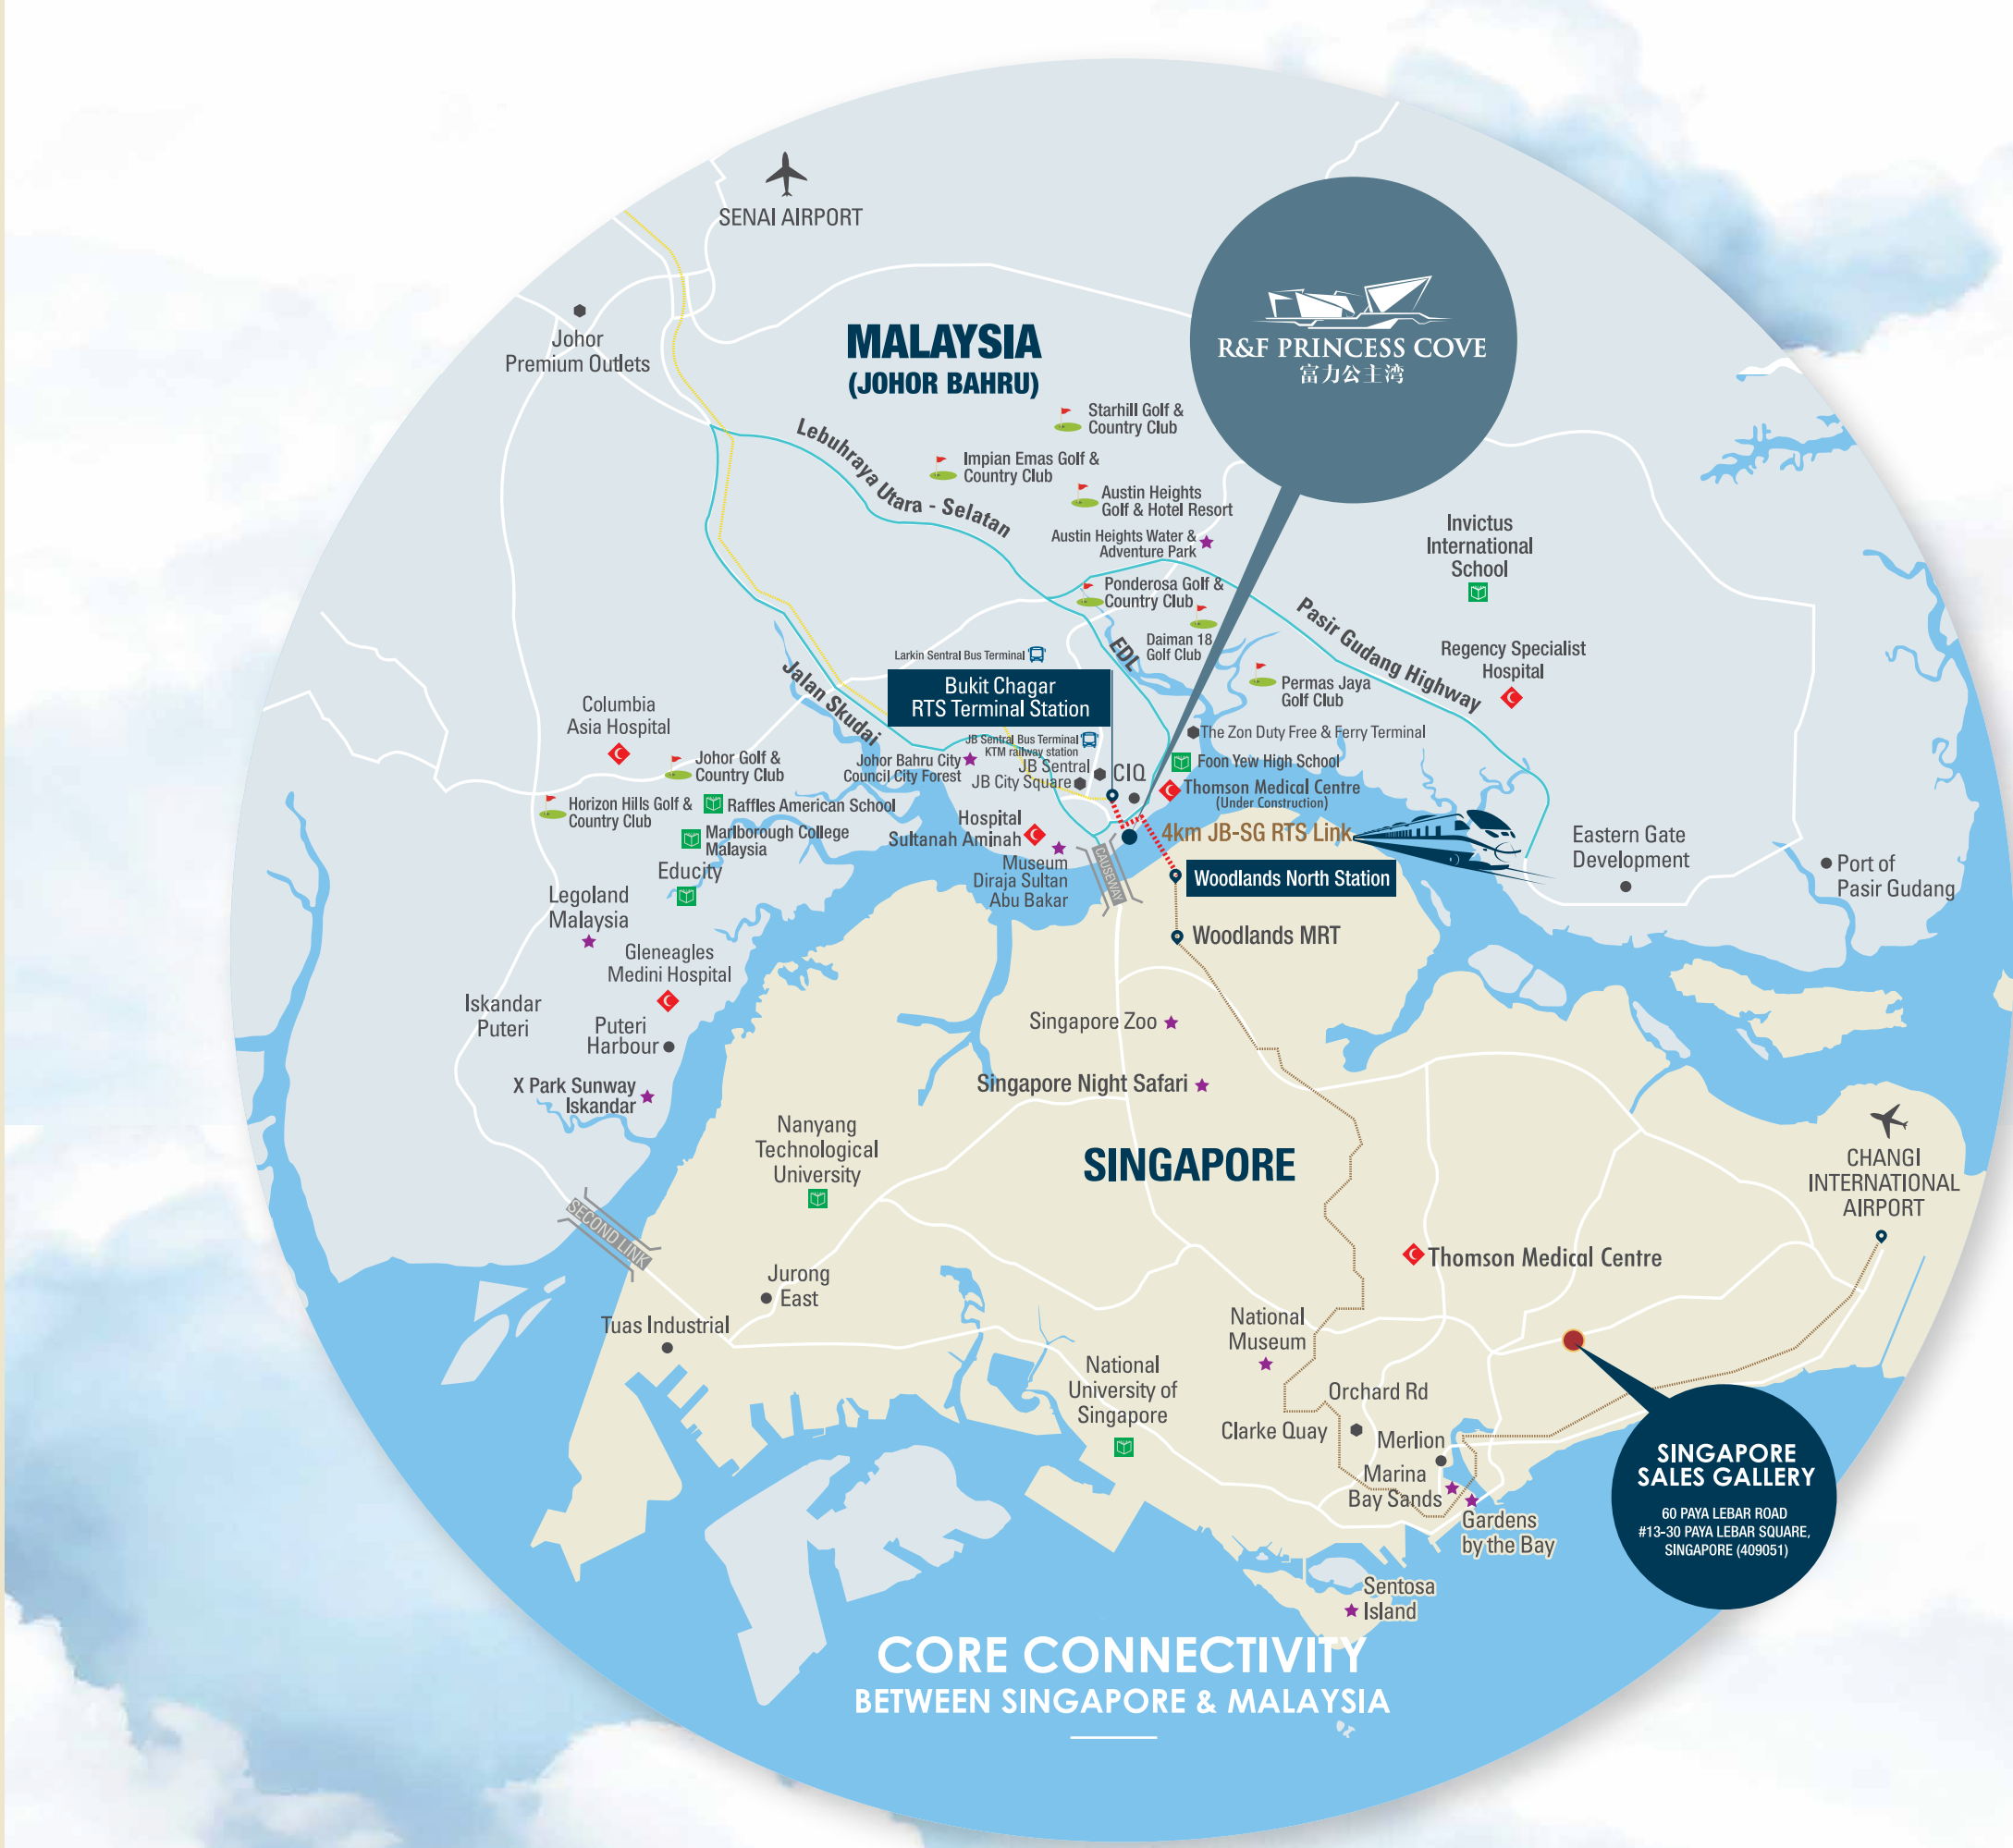 SENAI AIRPORT
Johor
Premium Outlets
MALAYSIA
(JOHOR BAHRU)
R&F PRINCESS COVE
富力公主湾
Starhill Golf &
Country Club
Lebuhraya Utara - Selatan
Impian Emas Golf &
Country Club
Austin Heights
Golf & Hotel Resort
Austin Heights Water &
Adventure Park
Invictus
International
School
Ponderosa Golf &
Country Club
Pasir Gudang Highway
Daiman 18
Golf Club
EDL
Larkin Sentral Bus Terminal
Regency Specialist
Hospital
Jalan Skudai
Bukit Chagar
RTS Terminal Station
Permas Jaya
Golf Club
Columbia
Asia Hospital
The Zon Duty Free & Ferry Terminal
JB Sentral Bus Terminal
KTM railway station
Johor Bahru City
Council City Forest
JB Sentral
JB City Square
CIQ
Foon Yew High School
Johor Golf &
Country Club
Thomson Medical Centre
(Under Construction)
Horizon Hills Golf &
Country Club
Raffles American School
Hospital
Sultanah Aminah
4km JB-SG RTS Link
Marlborough College
Malaysia
Eastern Gate
Development
Museum
Diraja Sultan
Abu Bakar
CAUSEWAY
Port of
Pasir Gudang
Educity
Woodlands North Station
Legoland
Malaysia
Woodlands MRT
Gleneagles
Medini Hospital
Iskandar
Puteri
Puteri
Harbour
Singapore Zoo
X Park Sunway
Iskandar
Singapore Night Safari
Nanyang
Technological
University
SINGAPORE
CHANGI
INTERNATIONAL
AIRPORT
SECOND LINK
Thomson Medical Centre
Jurong
East
Tuas Industrial
National
Museum
National
University of
Singapore
Orchard Rd
Clarke Quay
Merlion
Marina
Bay Sands
Gardens
by the Bay
SINGAPORE
SALES GALLERY
60 PAYA LEBAR ROAD
#13-30 PAYA LEBAR SQUARE,
SINGAPORE (409051)
Sentosa
Island
CORE CONNECTIVITY
BETWEEN SINGAPORE & MALAYSIA